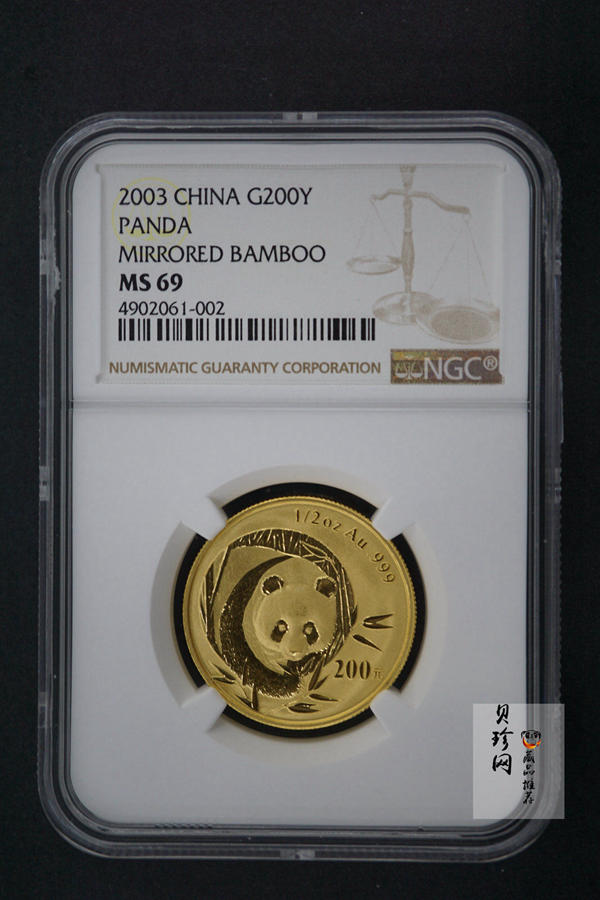 2003 CHINA G200Y
PANDA
MIRRORED BAMBOO
MS 69
4902061-002
NUMISMATIC GUARANTY CORPORATION
NGC®
1/2oz Au 999
200元
贝珍网
藏品推荐